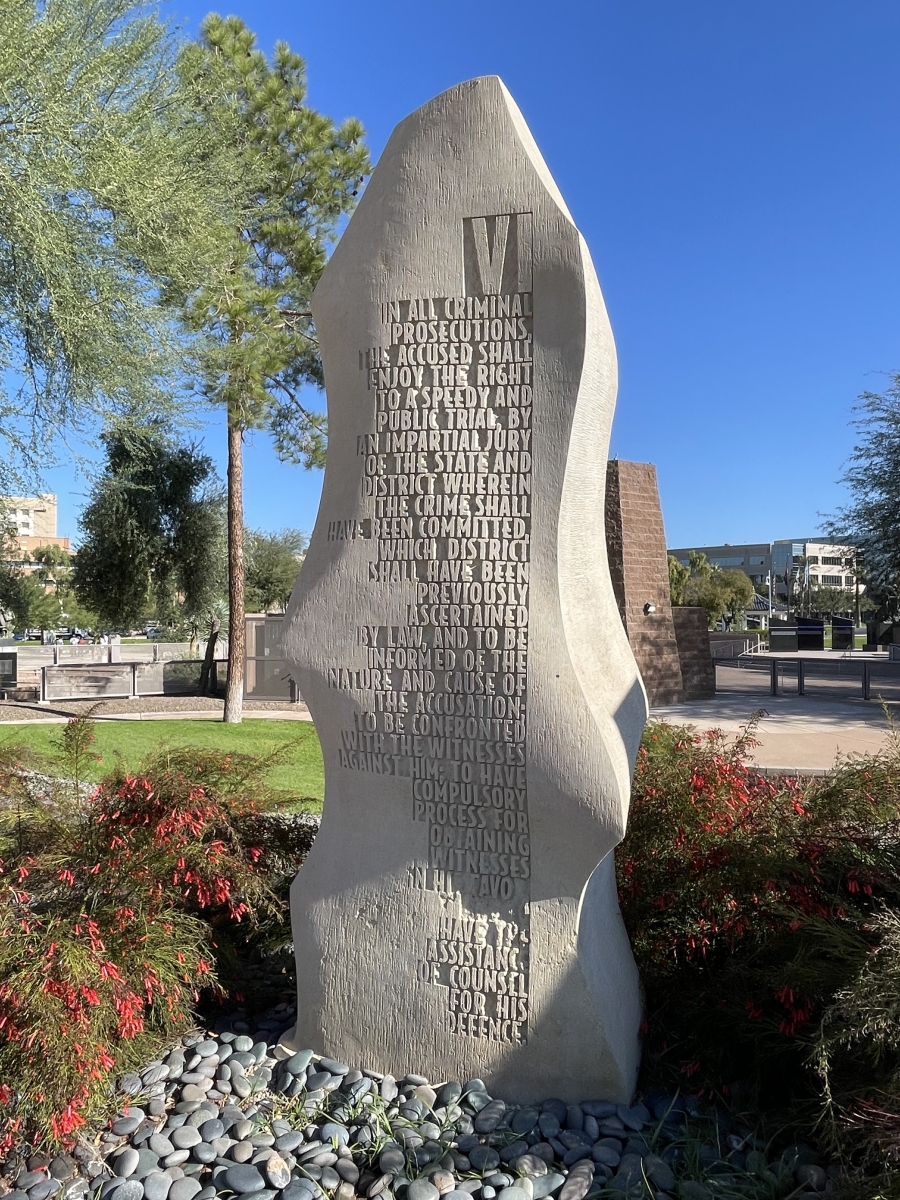 VI
IN ALL CRIMINAL
PROSECUTIONS,
THE ACCUSED SHALL
ENJOY THE RIGHT
TO A SPEEDY AND
PUBLIC TRIAL, BY
AN IMPARTIAL JURY
OF THE STATE AND
DISTRICT WHEREIN
THE CRIME SHALL
HAVE BEEN COMMITTED,
WHICH DISTRICT
SHALL HAVE BEEN
PREVIOUSLY
ASCERTAINED
BY LAW, AND TO BE
INFORMED OF THE
NATURE AND CAUSE OF
THE ACCUSATION;
TO BE CONFRONTED
WITH THE WITNESSES
AGAINST HIM; TO HAVE
COMPULSORY
PROCESS FOR
OBTAINING
WITNESSES
IN
HAVE
ASSISTANC
OF COUNSEL
FOR HIS
DEFENCE.